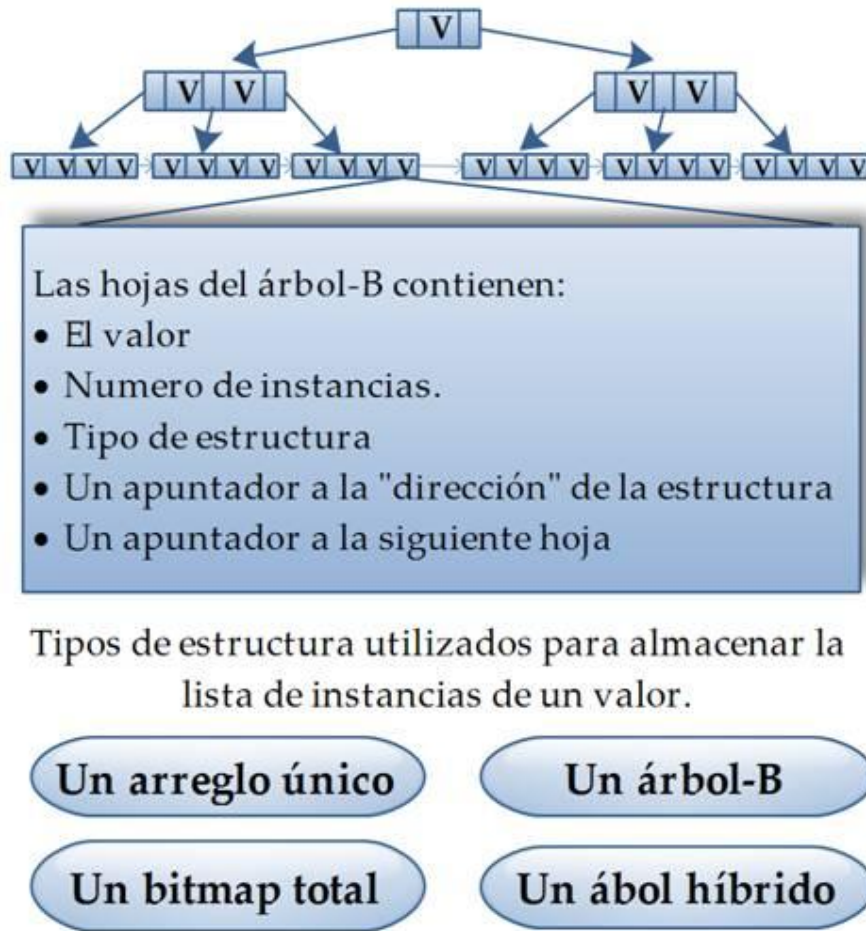 V
V V V V
V V V V V V V V V V V V V V V V V V V V V V V V
Las hojas del árbol-B contienen:
• El valor
• Numero de instancias.
• Tipo de estructura
• Un apuntador a la "dirección" de la estructura
• Un apuntador a la siguiente hoja
Tipos de estructura utilizados para almacenar la
lista de instancias de un valor.
Un arreglo único Un árbol-B
Un bitmap total Un ábol híbrido